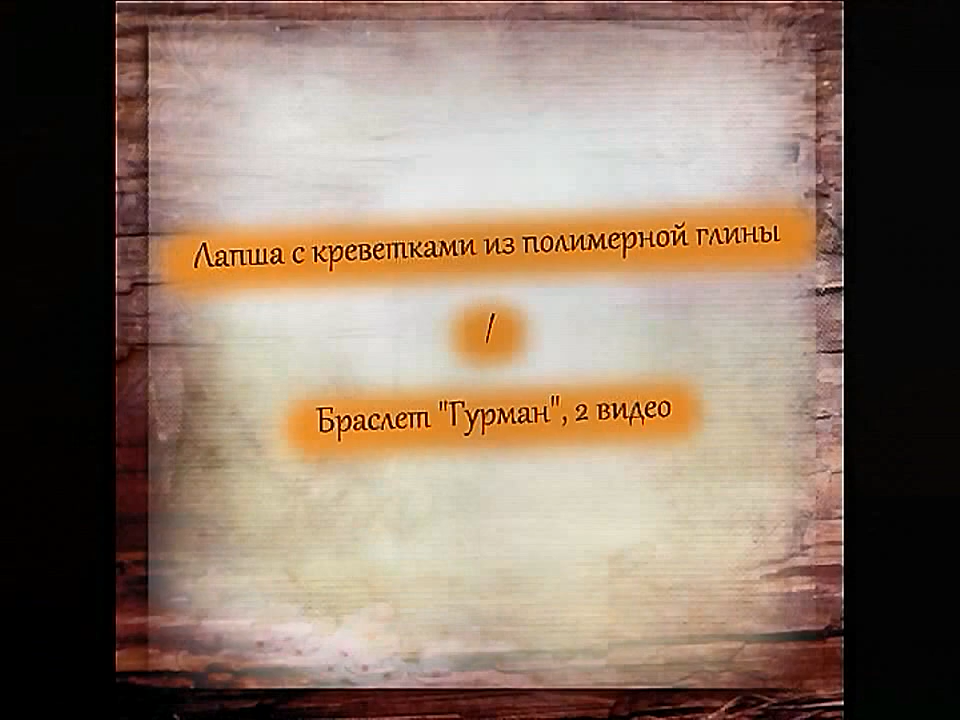 Лапша с креветками из полимерной глины
/
Браслет "Гурман", 2 видео